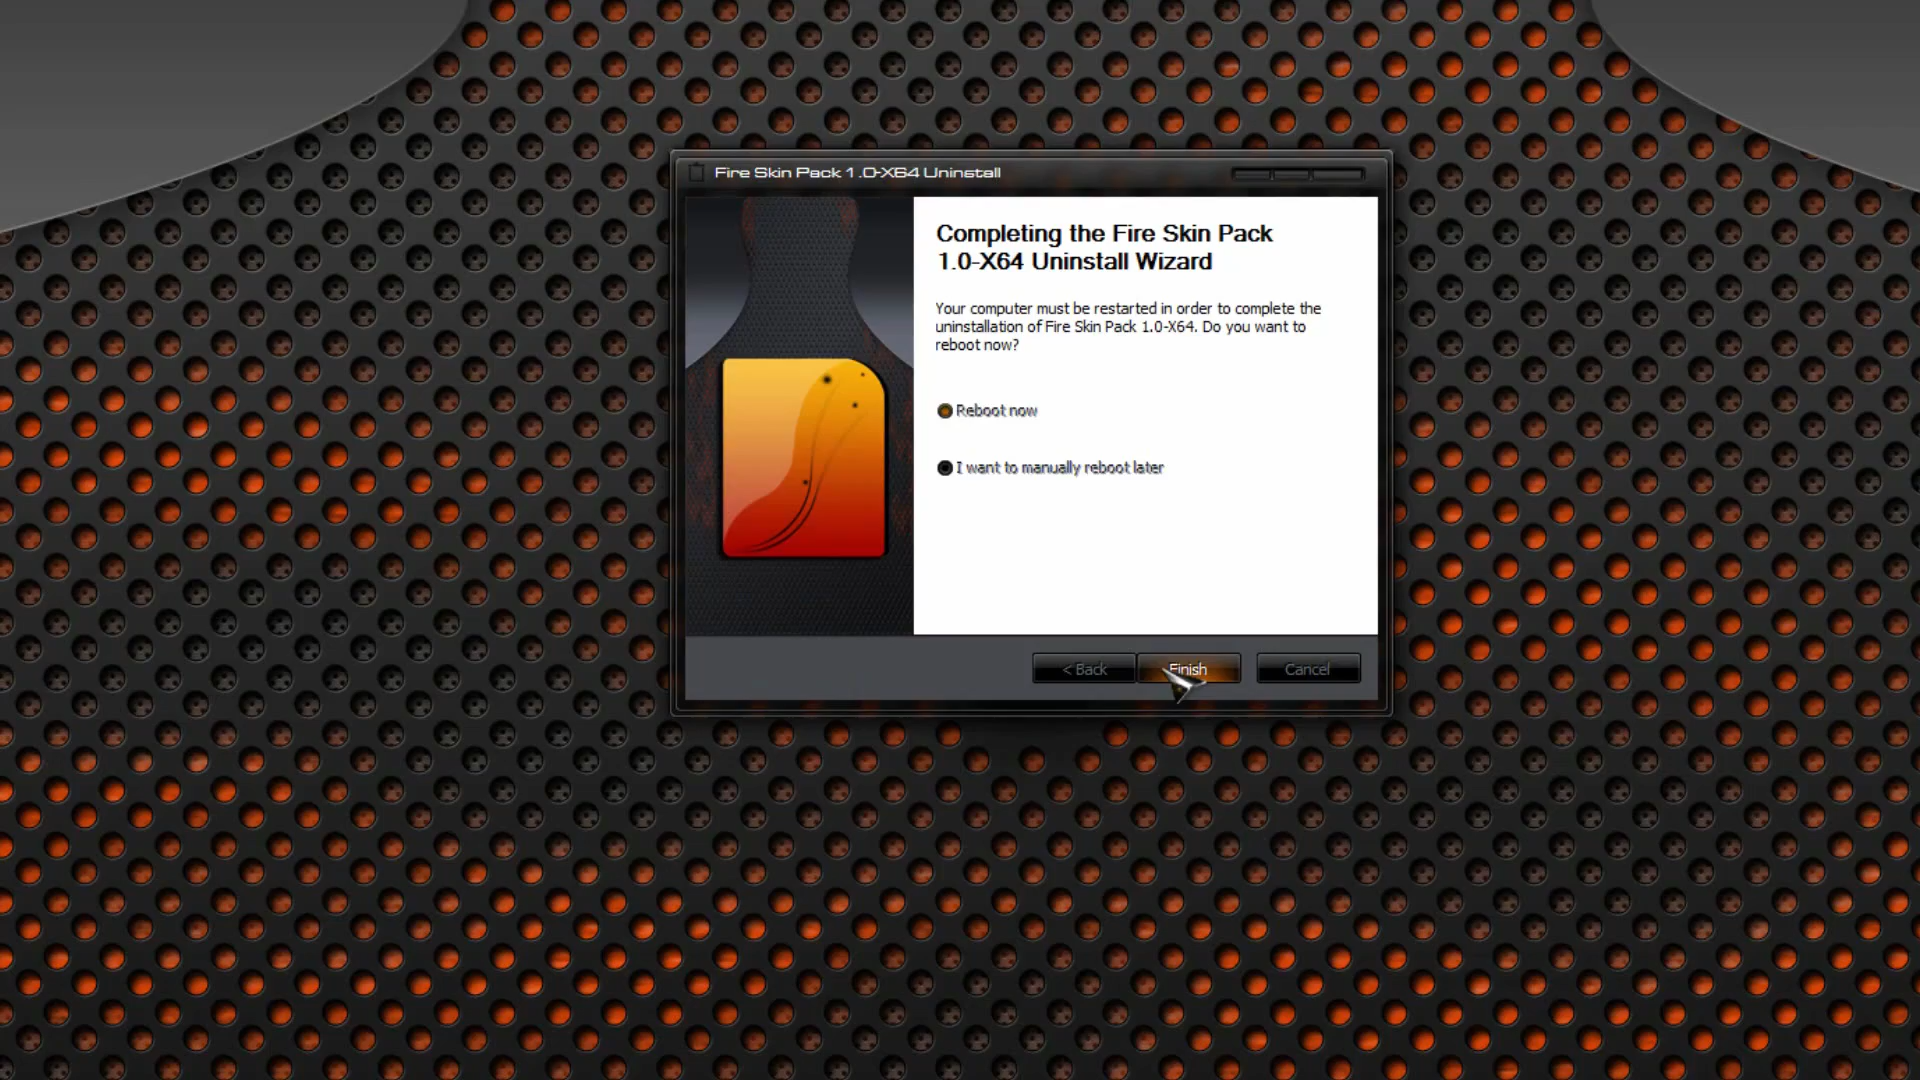 Fire Skin Pack 1.0-X64 Uninstall
Completing the Fire Skin Pack
1.0-X64 Uninstall Wizard
Your computer must be restarted in order to complete the
uninstallation of Fire Skin Pack 1.0-X64. Do you want to
reboot now?
Reboot now
I want to manually reboot later
< Back
Finish
Cancel